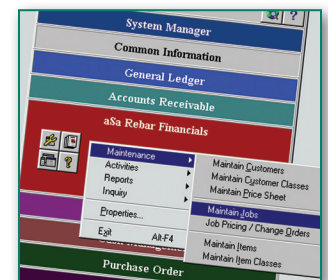 ?
System Manager
Common Information
General Ledger
Accounts Receivable
aSa Rebar Financials
?
Maintenance
Activities
Reports
Inquiry
Properties...
Exit Alt-F4
Maintain Customers
Maintain Customer Classes
Maintain Price Sheet
Maintain Jobs
Job Pricing / Change Orders
Maintain Items
Maintain Item Classes
Purchase Order